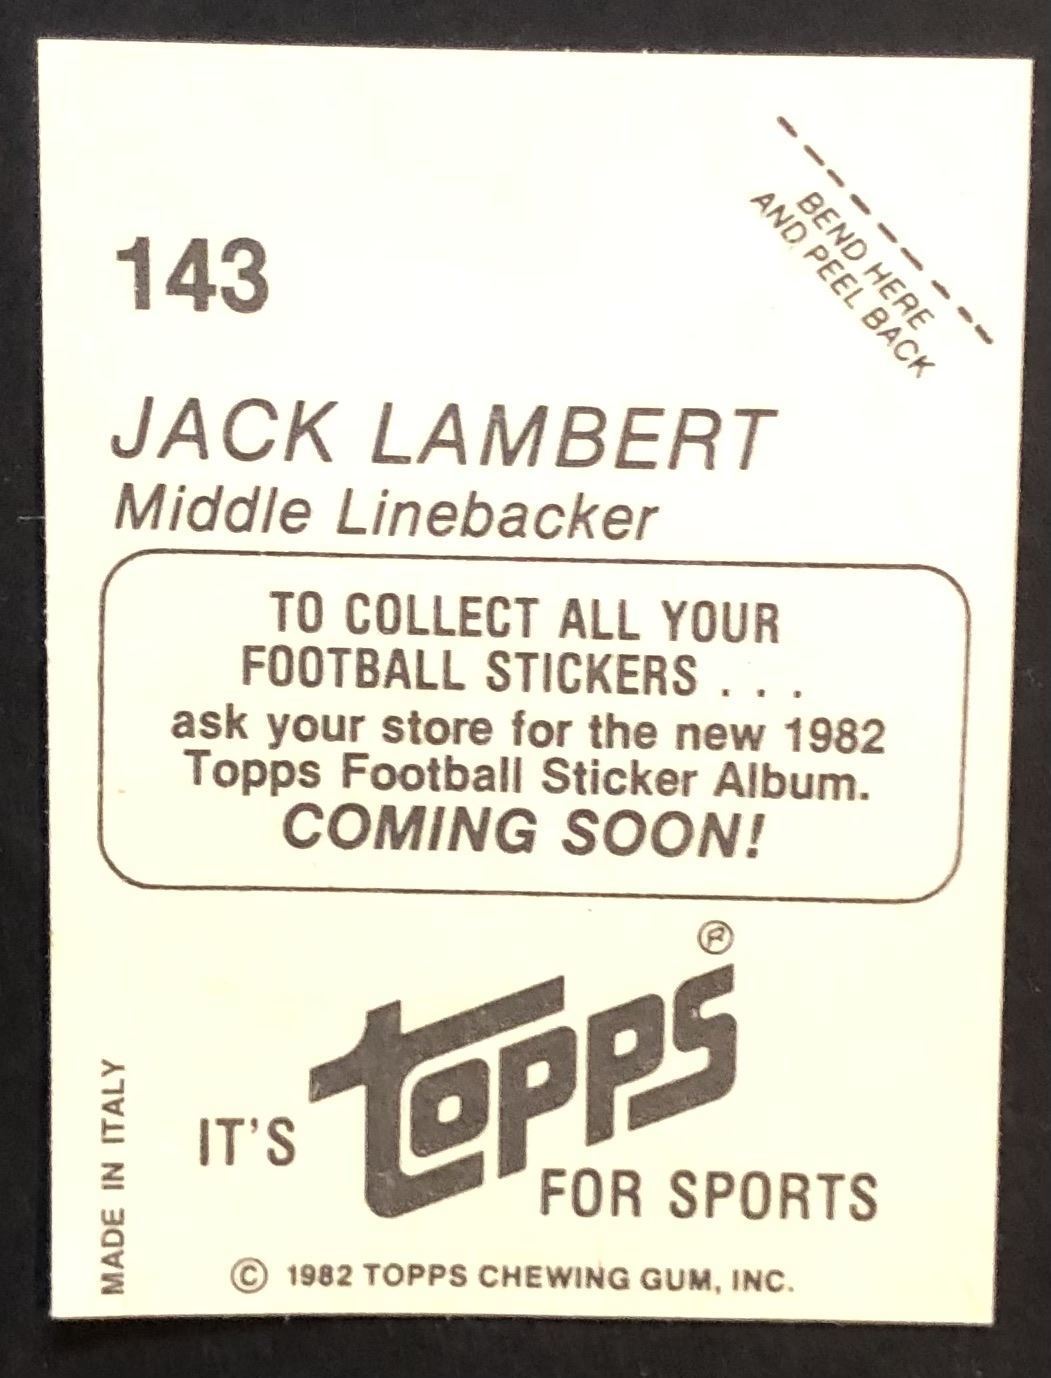 BEND HERE
AND PEEL BACK
143
JACK LAMBERT
Middle Linebacker
TO COLLECT ALL YOUR
FOOTBALL STICKERS . . .
ask your store for the new 1982
Topps Football Sticker Album.
COMING SOON!
IT'S
topps®
FOR SPORTS
MADE IN ITALY
© 1982 TOPPS CHEWING GUM, INC.